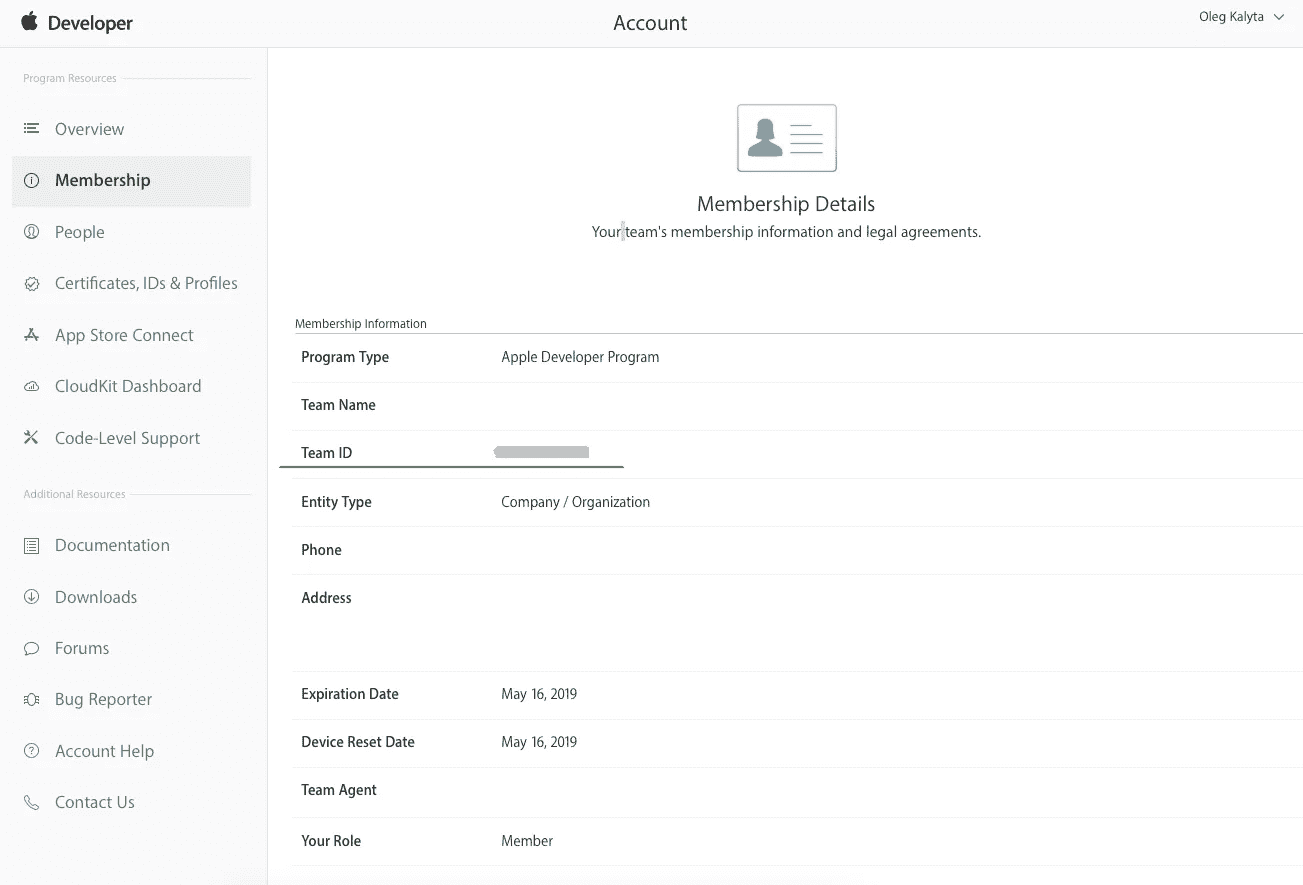 Developer
Account
Oleg Kalyta
Program Resources
Overview
Membership
People
Certificates, IDs & Profiles
App Store Connect
CloudKit Dashboard
Code-Level Support
Additional Resources
Documentation
Downloads
Forums
Bug Reporter
Account Help
Contact Us
Membership Details
Your team's membership information and legal agreements.
Membership Information
Program Type Apple Developer Program
Team Name
Team ID
Entity Type Company / Organization
Phone
Address
Expiration Date May 16, 2019
Device Reset Date May 16, 2019
Team Agent
Your Role Member